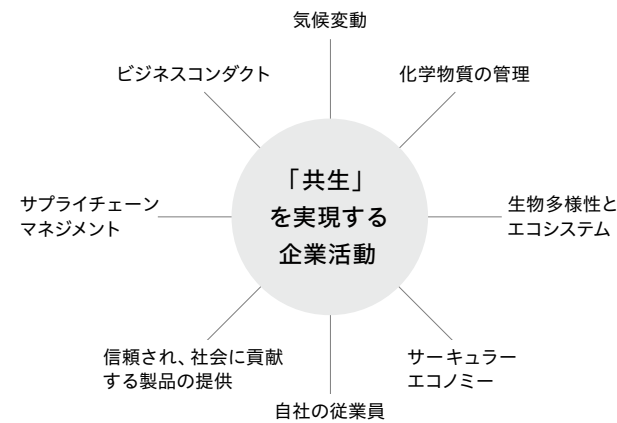 気候変動
ビジネスコンダクト
化学物質の管理
「共生」
を実現する
企業活動
サプライチェーン
マネジメント
生物多様性と
エコシステム
信頼され、社会に貢献
する製品の提供
サーキュラー
エコノミー
自社の従業員